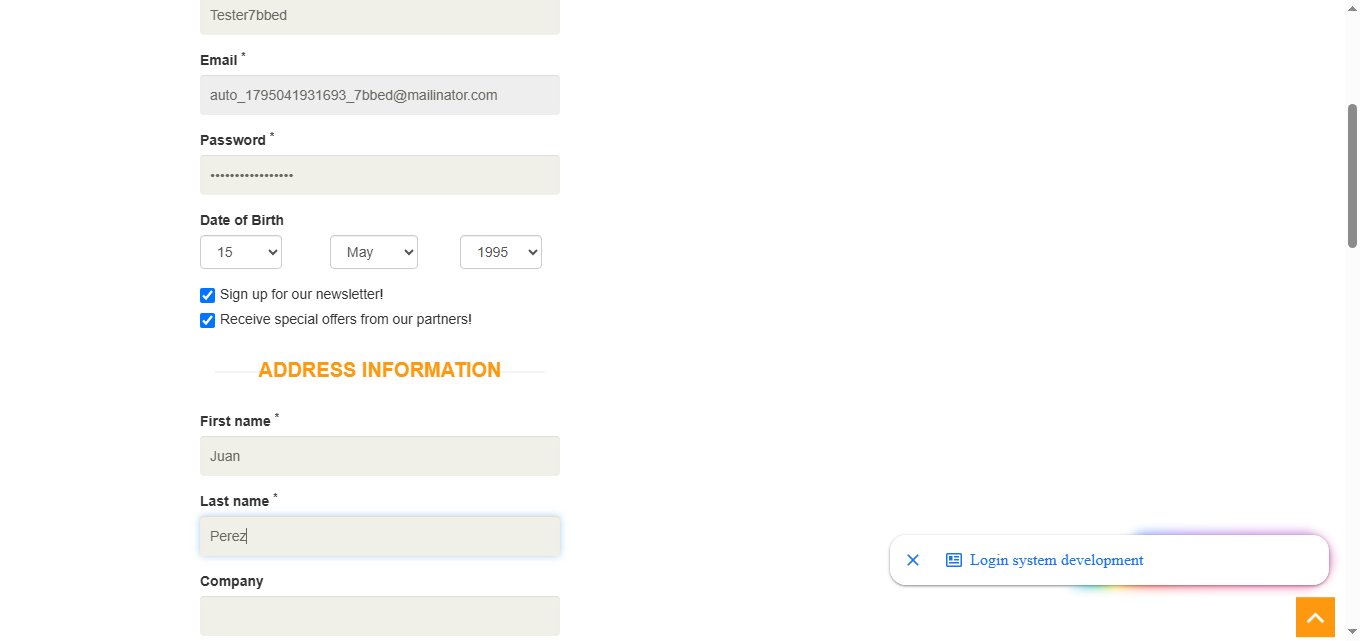 Tester7bbed
Email *
auto_1795041931693_7bbed@mailinator.com
Password *
•••••••••••••••••
Date of Birth
15 May 1995
Sign up for our newsletter!
Receive special offers from our partners!
ADDRESS INFORMATION
First name *
Juan
Last name *
Perez
Login system development
Company